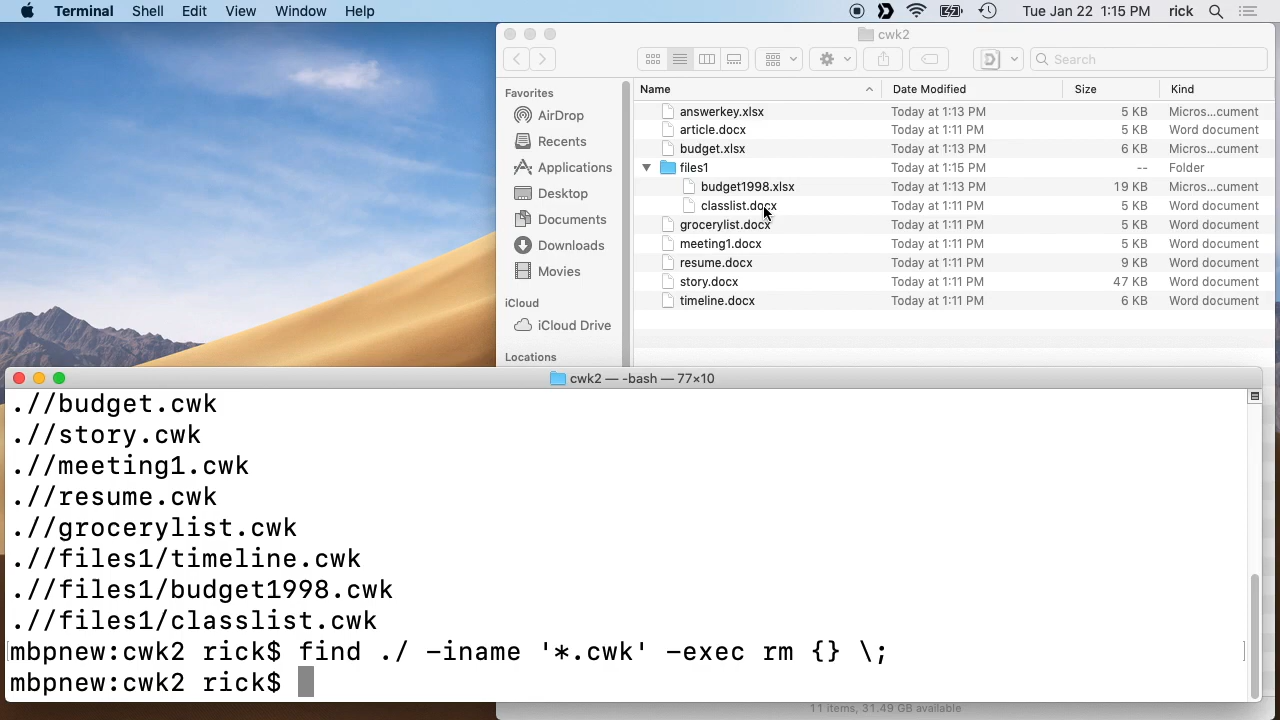 Terminal Shell Edit View Window Help Tue Jan 22 1:15 PM rick
cwk2
Search
Favorites
AirDrop
Recents
Applications
Desktop
Documents
Downloads
Movies
iCloud
iCloud Drive
Locations
Name Date Modified Size Kind
answerkey.xlsx Today at 1:13 PM 5 KB Micros...cument
article.docx Today at 1:11 PM 5 KB Word document
budget.xlsx Today at 1:13 PM 6 KB Micros...cument
files1 Today at 1:15 PM -- Folder
budget1998.xlsx Today at 1:13 PM 19 KB Micros...cument
classlist.docx Today at 1:11 PM 5 KB Word document
grocerylist.docx Today at 1:11 PM 5 KB Word document
meeting1.docx Today at 1:11 PM 5 KB Word document
resume.docx Today at 1:11 PM 9 KB Word document
story.docx Today at 1:11 PM 47 KB Word document
timeline.docx Today at 1:11 PM 6 KB Word document
cwk2 — -bash — 77×10
.//budget.cwk
.//story.cwk
.//meeting1.cwk
.//resume.cwk
.//grocerylist.cwk
.//files1/timeline.cwk
.//files1/budget1998.cwk
.//files1/classlist.cwk
mbpnew:cwk2 rick$ find ./ -iname '*.cwk' -exec rm {} \;
mbpnew:cwk2 rick$
11 items, 31.49 GB available